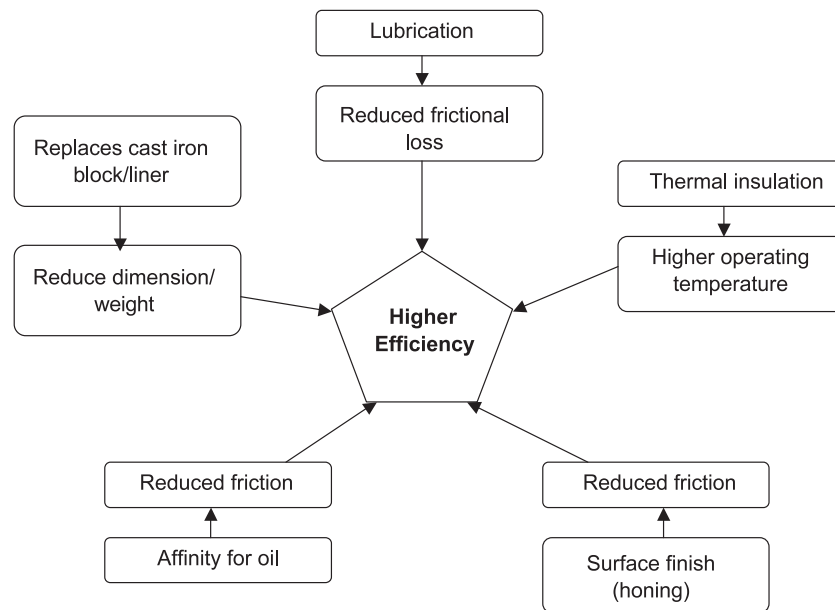 Lubrication
Reduced frictional
loss
Replaces cast iron
block/liner
Thermal insulation
Reduce dimension/
weight
Higher operating
temperature
Higher
Efficiency
Reduced friction
Reduced friction
Affinity for oil
Surface finish
(honing)